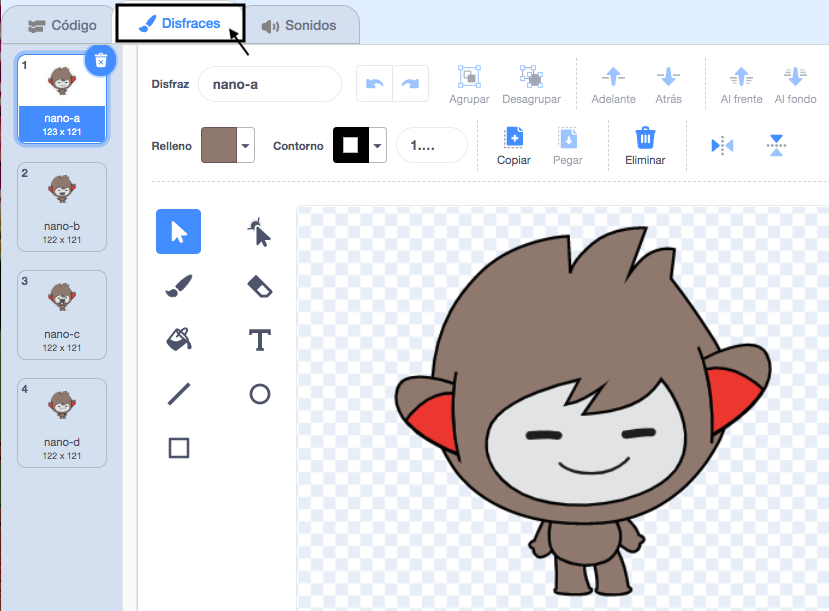 Código
Disfraces
Sonidos
1
nano-a
123 x 121
2
nano-b
122 x 121
3
nano-c
122 x 121
4
nano-d
122 x 121
Disfraz
nano-a
Agrupar
Desagrupar
Adelante
Atrás
Al frente
Al fondo
Relleno
Contorno
1....
Copiar
Pegar
Eliminar